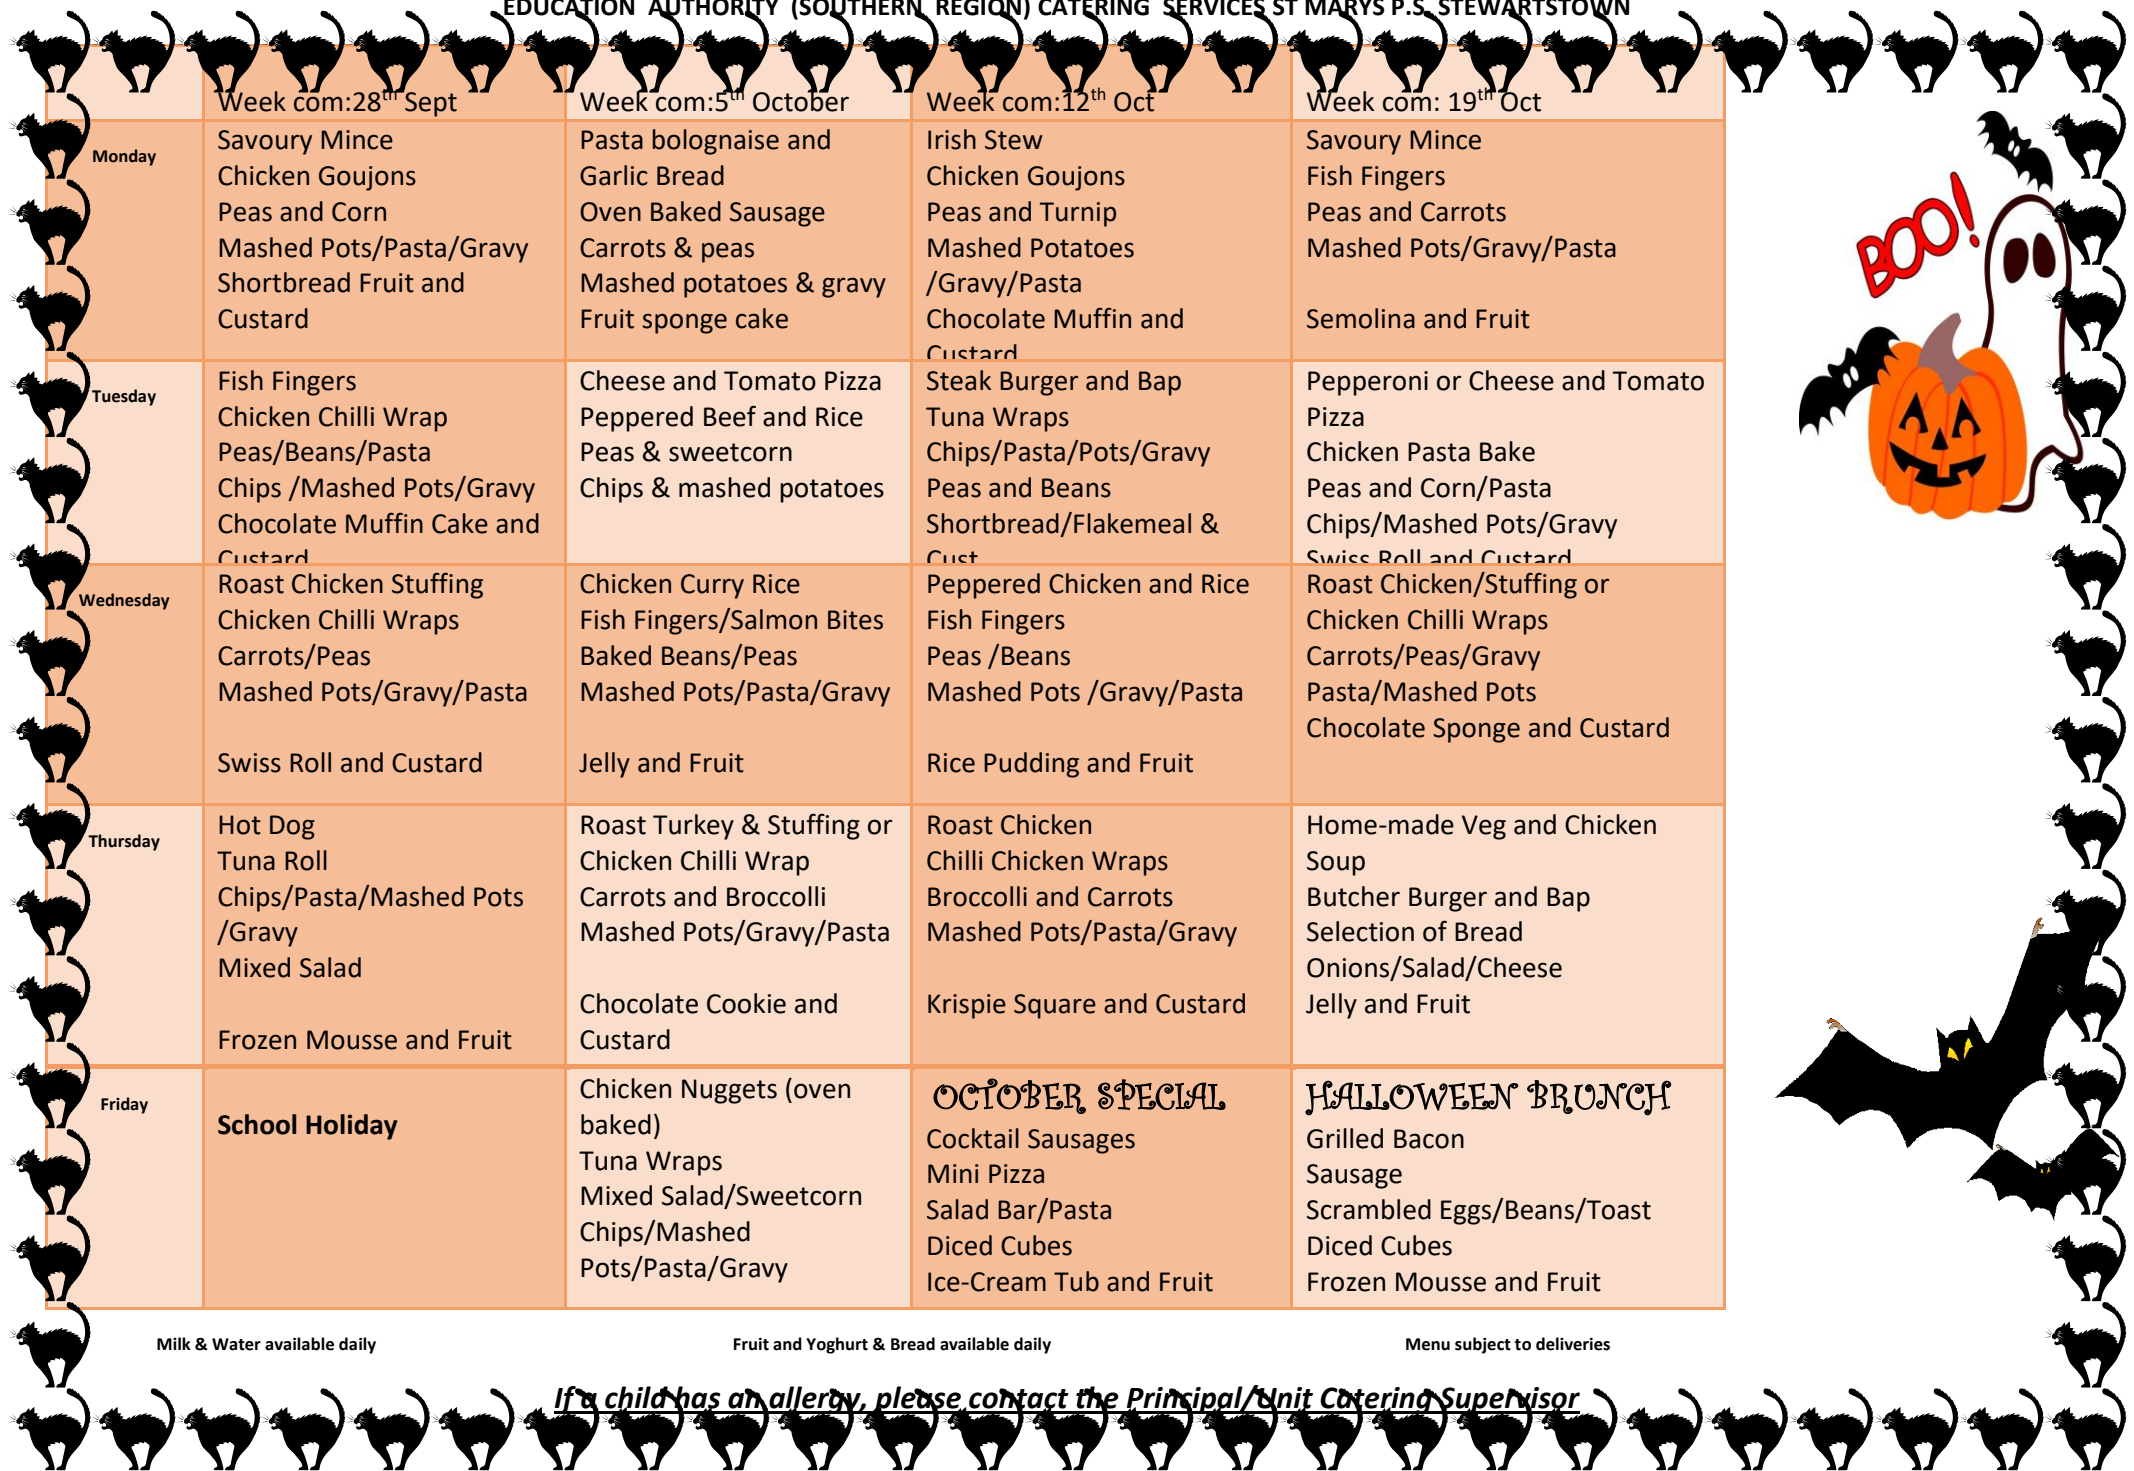 EDUCATION AUTHORITY (SOUTHERN REGION) CATERING SERVICES ST MARYS P.S. STEWARTSTOWN
Week com:28th Sept
Week com:5th October
Week com:12th Oct
Week com: 19th Oct
Monday
Savoury Mince
Chicken Goujons
Peas and Corn
Mashed Pots/Pasta/Gravy
Shortbread Fruit and
Custard
Pasta bolognaise and
Garlic Bread
Oven Baked Sausage
Carrots & peas
Mashed potatoes & gravy
Fruit sponge cake
Irish Stew
Chicken Goujons
Peas and Turnip
Mashed Potatoes
/Gravy/Pasta
Chocolate Muffin and
Custard
Savoury Mince
Fish Fingers
Peas and Carrots
Mashed Pots/Gravy/Pasta
Semolina and Fruit
Tuesday
Fish Fingers
Chicken Chilli Wrap
Peas/Beans/Pasta
Chips /Mashed Pots/Gravy
Chocolate Muffin Cake and
Custard
Cheese and Tomato Pizza
Peppered Beef and Rice
Peas & sweetcorn
Chips & mashed potatoes
Steak Burger and Bap
Tuna Wraps
Chips/Pasta/Pots/Gravy
Peas and Beans
Shortbread/Flakemeal &
Cust
Pepperoni or Cheese and Tomato
Pizza
Chicken Pasta Bake
Peas and Corn/Pasta
Chips/Mashed Pots/Gravy
Swiss Roll and Custard
Wednesday
Roast Chicken Stuffing
Chicken Chilli Wraps
Carrots/Peas
Mashed Pots/Gravy/Pasta
Swiss Roll and Custard
Chicken Curry Rice
Fish Fingers/Salmon Bites
Baked Beans/Peas
Mashed Pots/Pasta/Gravy
Jelly and Fruit
Peppered Chicken and Rice
Fish Fingers
Peas /Beans
Mashed Pots /Gravy/Pasta
Rice Pudding and Fruit
Roast Chicken/Stuffing or
Chicken Chilli Wraps
Carrots/Peas/Gravy
Pasta/Mashed Pots
Chocolate Sponge and Custard
Thursday
Hot Dog
Tuna Roll
Chips/Pasta/Mashed Pots
/Gravy
Mixed Salad
Frozen Mousse and Fruit
Roast Turkey & Stuffing or
Chicken Chilli Wrap
Carrots and Broccolli
Mashed Pots/Gravy/Pasta
Chocolate Cookie and
Custard
Roast Chicken
Chilli Chicken Wraps
Broccolli and Carrots
Mashed Pots/Pasta/Gravy
Krispie Square and Custard
Home-made Veg and Chicken
Soup
Butcher Burger and Bap
Selection of Bread
Onions/Salad/Cheese
Jelly and Fruit
Friday
School Holiday
Chicken Nuggets (oven
baked)
Tuna Wraps
Mixed Salad/Sweetcorn
Chips/Mashed
Pots/Pasta/Gravy
OCTOBER SPECIAL
Cocktail Sausages
Mini Pizza
Salad Bar/Pasta
Diced Cubes
Ice-Cream Tub and Fruit
HALLOWEEN BRUNCH
Grilled Bacon
Sausage
Scrambled Eggs/Beans/Toast
Diced Cubes
Frozen Mousse and Fruit
BOO!
Milk & Water available daily
Fruit and Yoghurt & Bread available daily
Menu subject to deliveries
If a child has an allergy, please contact the Principal/Unit Catering Supervisor